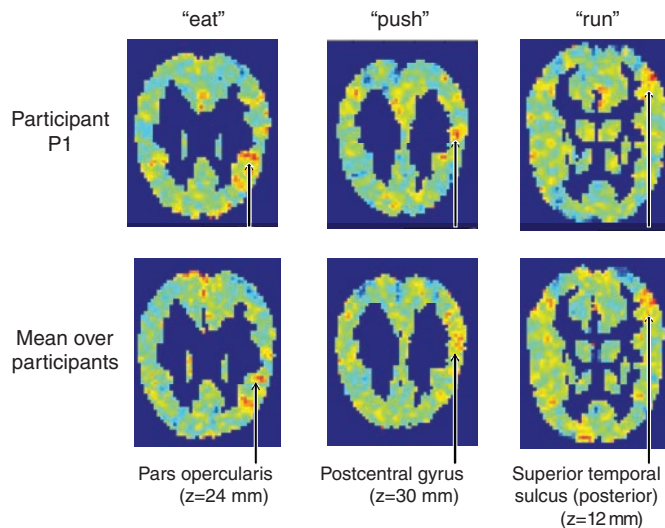 “eat” “push” “run”
Participant
P1
Mean over
participants
Pars opercularis
(z=24 mm)
Postcentral gyrus
(z=30 mm)
Superior temporal
sulcus (posterior)
(z=12 mm)